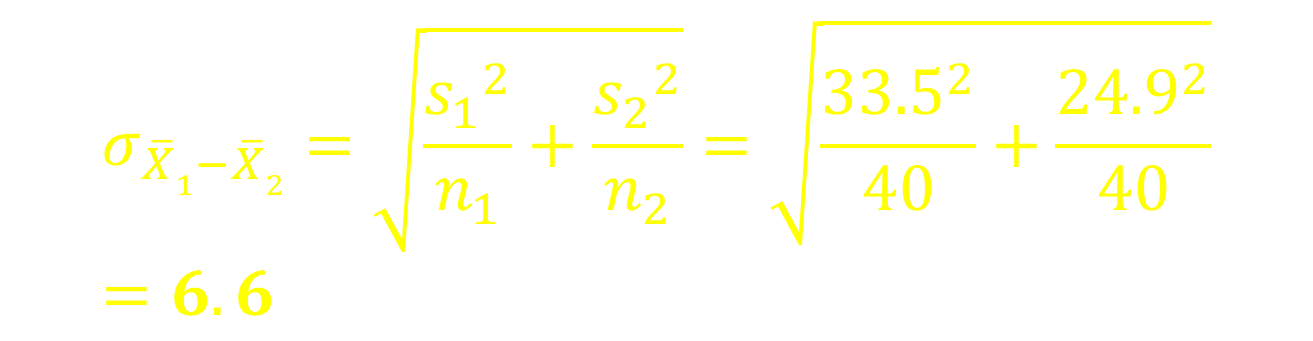 σ_{X̄₁−X̄₂} = √(s₁²/n₁ + s₂²/n₂) = √(33.5²/40 + 24.9²/40)
= 6.6